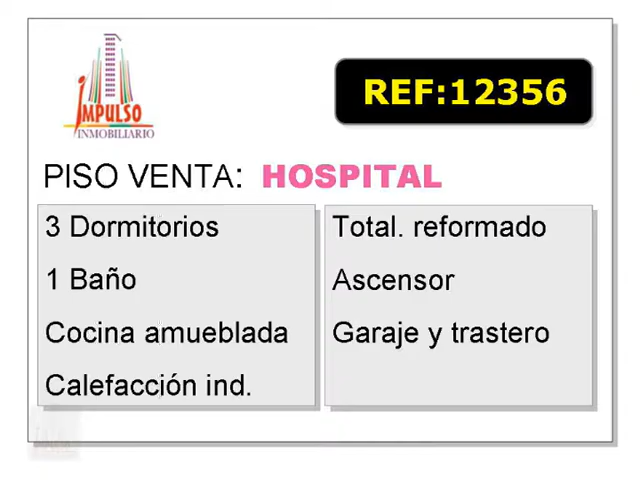 IMPULSO
INMOBILIARIO
REF:12356
PISO VENTA: HOSPITAL
3 Dormitorios
1 Baño
Cocina amueblada
Calefacción ind.
Total. reformado
Ascensor
Garaje y trastero